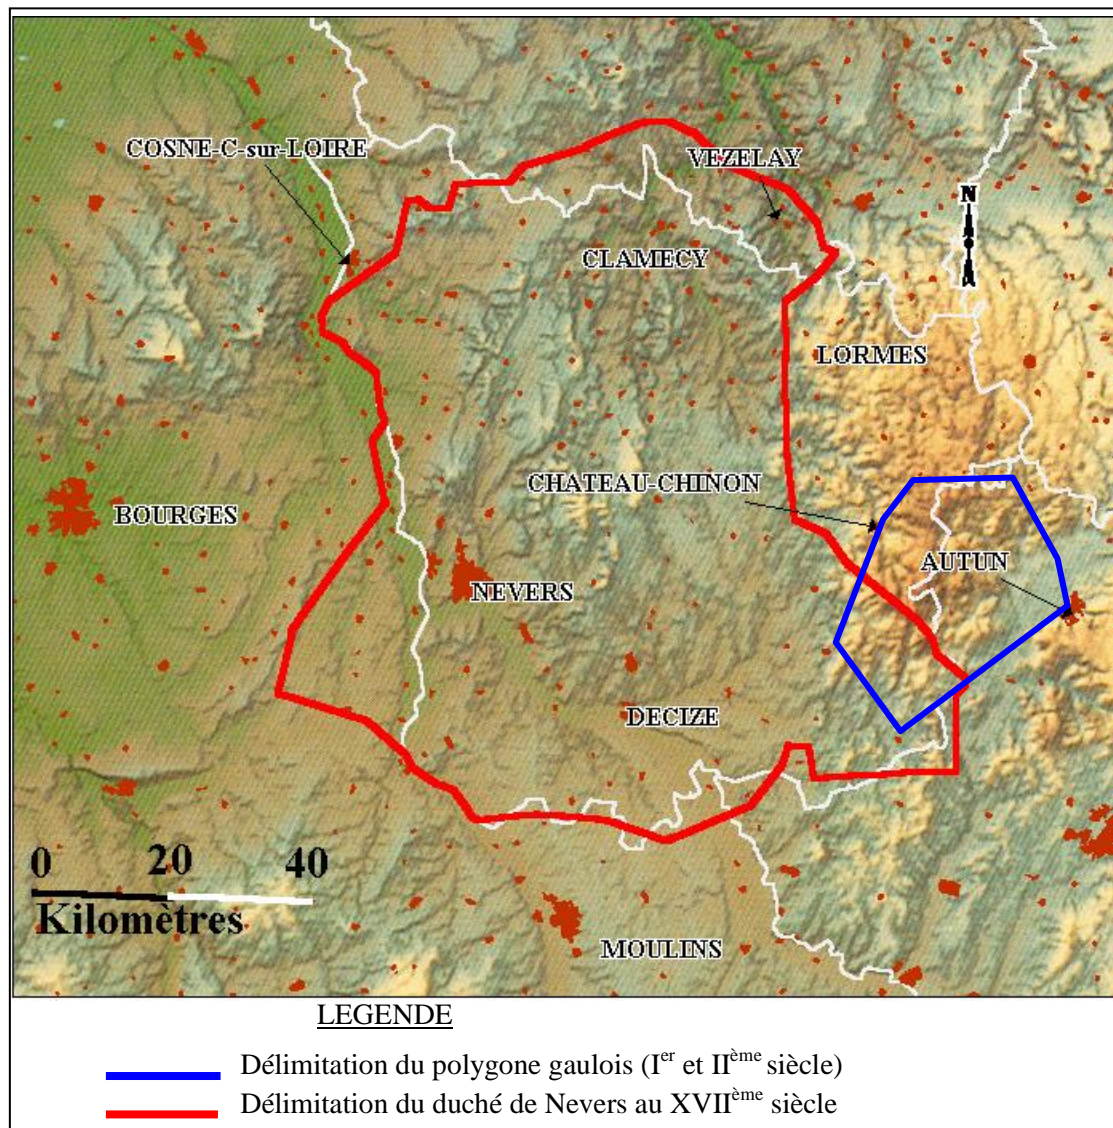 COSNE-C-sur-LOIRE
VEZELAY
N
CLAMECY
LORMES
CHATEAU-CHINON
BOURGES
AUTUN
NEVERS
DECIZE
0 20 40
Kilomètres
MOULINS
LEGENDE
Délimitation du polygone gaulois (Ier et IIème siècle)
Délimitation du duché de Nevers au XVIIème siècle